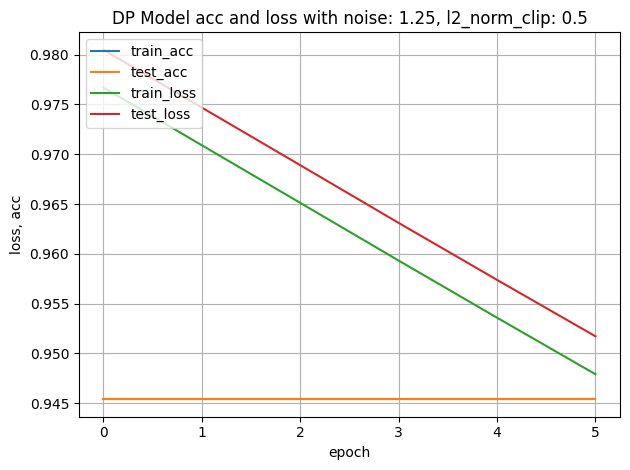 DP Model acc and loss with noise: 1.25, l2_norm_clip: 0.5
train_acc
test_acc
train_loss
test_loss
0.980
0.975
0.970
0.965
0.960
0.955
0.950
0.945
loss, acc
0 1 2 3 4 5
epoch